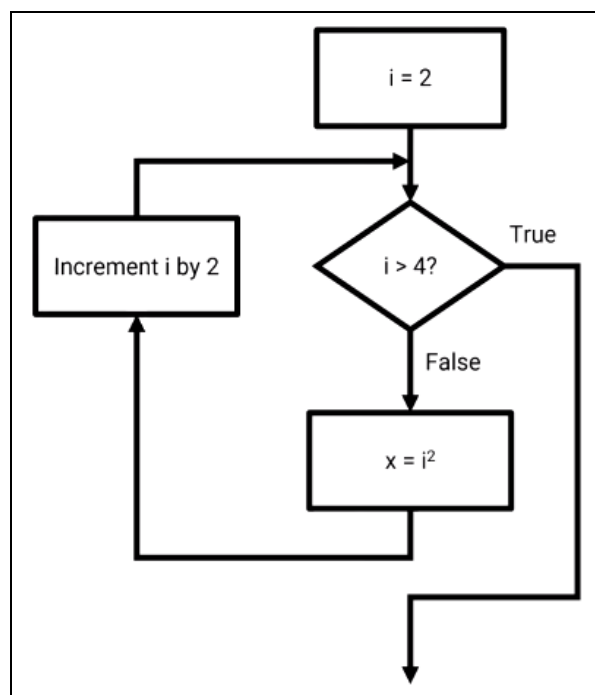 i = 2
True
Increment i by 2
i > 4?
False
x = i²